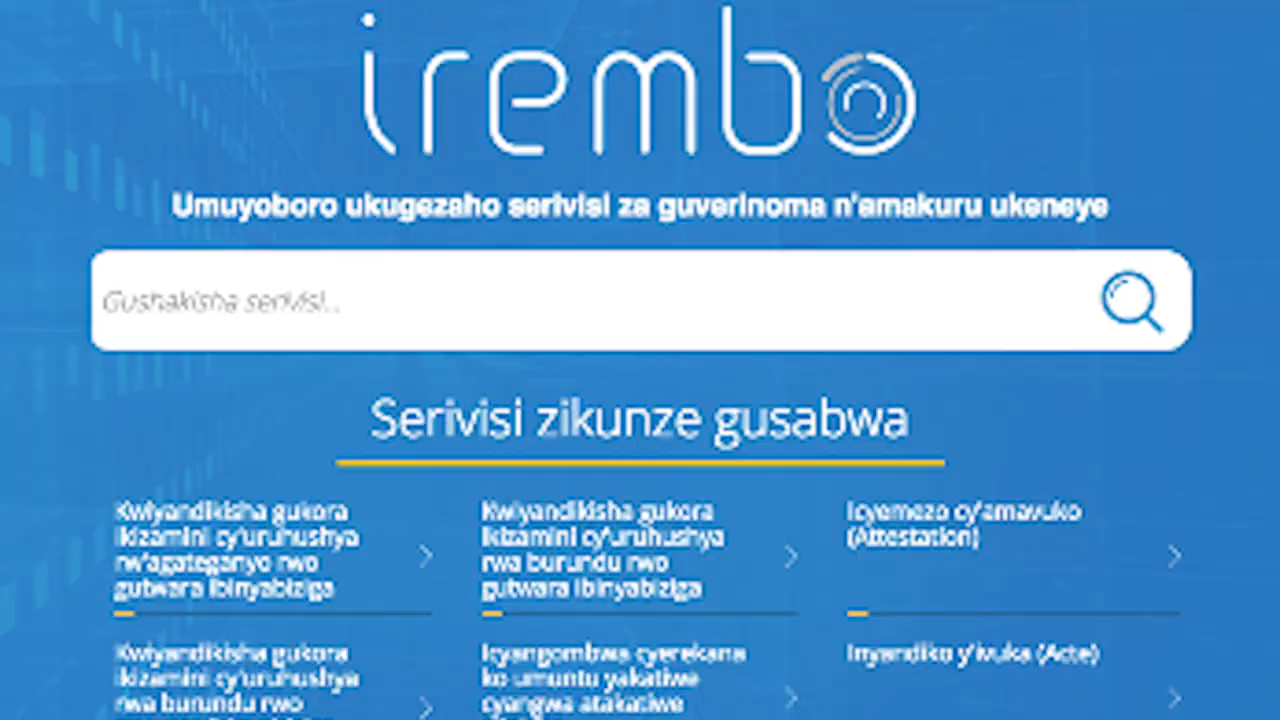 irembo
Umuyoboro ukugezaho serivisi za guverinoma n'amakuru ukeneye
Gushakisha serivisi...
Serivisi zikunze gusabwa
Kwiyandikisha gukora
ikizamini cy'uruhushya
rw'agateganyo rwo
gutwara ibinyabiziga
Kwiyandikisha gukora
ikizamini cy'uruhushya
rwa burundu rwo
gutwara ibinyabiziga
Icyemezo cy'amavuko
(Attestation)
Kwiyandikisha gukora
ikizamini cy'uruhushya
rwa burundu rwo
Icyangombwa cyerekana
ko umuntu yakatiwe
cyangwa atakatiwe
Inyandiko y'ivuka (Acte)